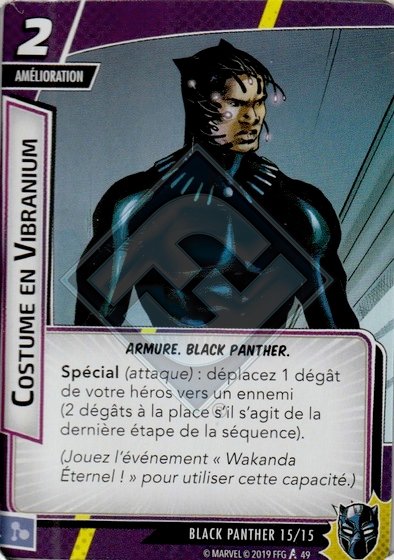 2
AMÉLIORATION
COSTUME EN VIBRANIUM
ARMURE. BLACK PANTHER.
Spécial (attaque) : déplacez 1 dégât
de votre héros vers un ennemi
(2 dégâts à la place s'il s'agit de la
dernière étape de la séquence).
(Jouez l'événement « Wakanda
Éternel ! » pour utiliser cette capacité.)
BLACK PANTHER 15/15
© MARVEL © 2019 FFG 49